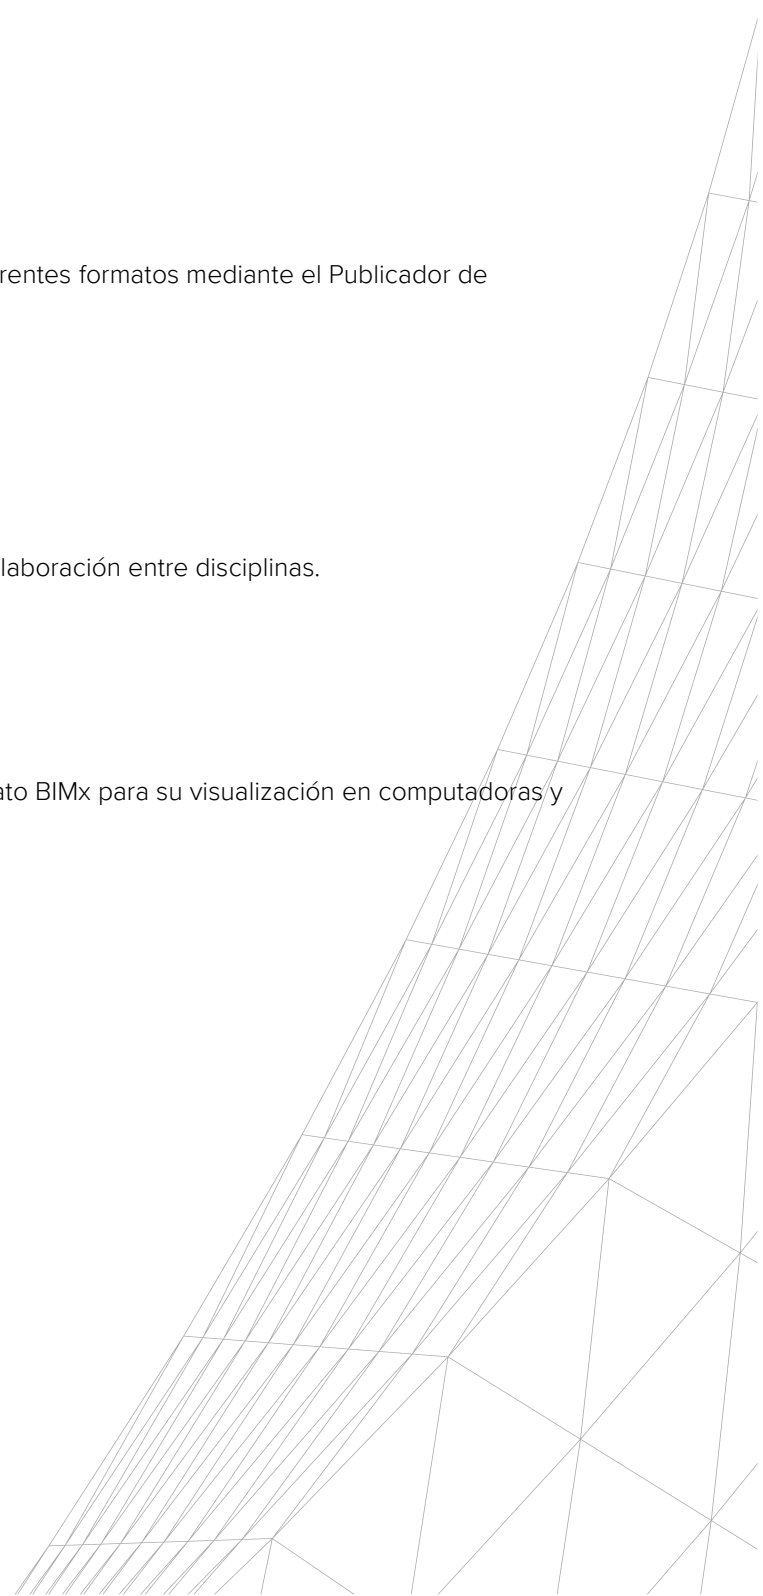 rentes formatos mediante el Publicador de
laboración entre disciplinas.
ato BIMx para su visualización en computadoras y